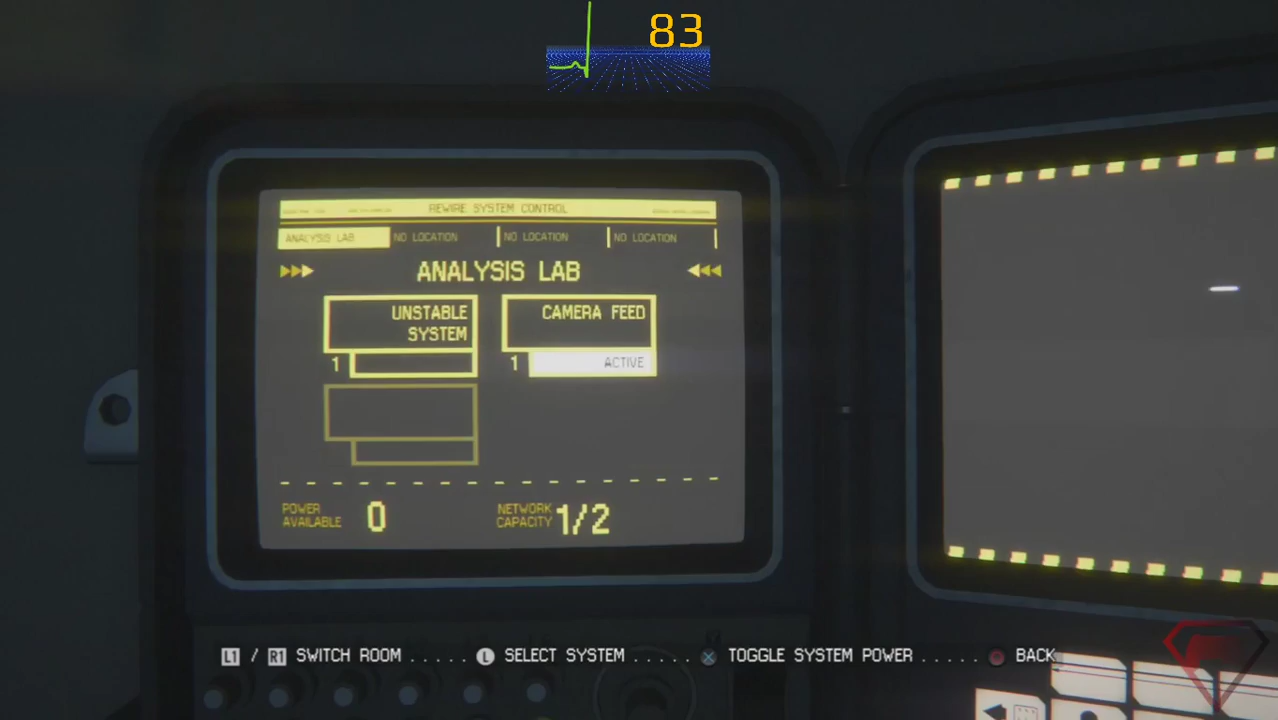 83
REWIRE SYSTEM CONTROL
ANALYSIS LAB NO LOCATION NO LOCATION NO LOCATION
ANALYSIS LAB
UNSTABLE SYSTEM
1
CAMERA FEED
1 ACTIVE
POWER AVAILABLE 0
NETWORK CAPACITY 1/2
L1 / R1 SWITCH ROOM ..... L SELECT SYSTEM ..... TOGGLE SYSTEM POWER ..... BACK